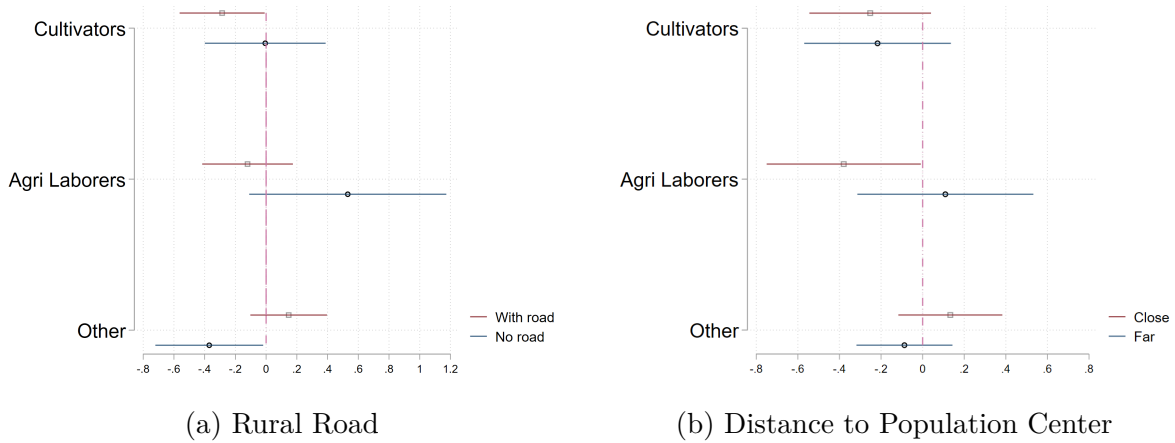 Cultivators
Agri Laborers
Other
With road
No road
-.8 -.6 -.4 -.2 0 .2 .4 .6 .8 1 1.2
(a) Rural Road
Cultivators
Agri Laborers
Other
Close
Far
-.8 -.6 -.4 -.2 0 .2 .4 .6 .8
(b) Distance to Population Center